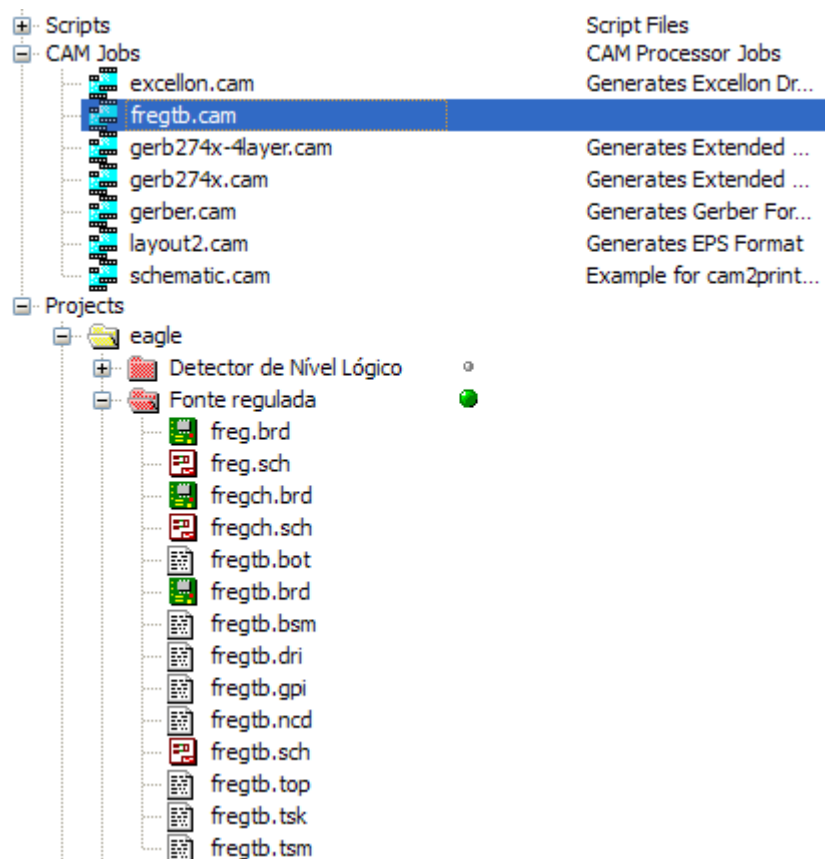 Scripts Script Files
CAM Jobs CAM Processor Jobs
excellon.cam Generates Excellon Dr...
fregtb.cam
gerb274x-4layer.cam Generates Extended ...
gerb274x.cam Generates Extended ...
gerber.cam Generates Gerber For...
layout2.cam Generates EPS Format
schematic.cam Example for cam2print...
Projects
eagle
Detector de Nível Lógico
Fonte regulada
freg.brd
freg.sch
fregch.brd
fregch.sch
fregtb.bot
fregtb.brd
fregtb.bsm
fregtb.dri
fregtb.gpi
fregtb.ncd
fregtb.sch
fregtb.top
fregtb.tsk
fregtb.tsm